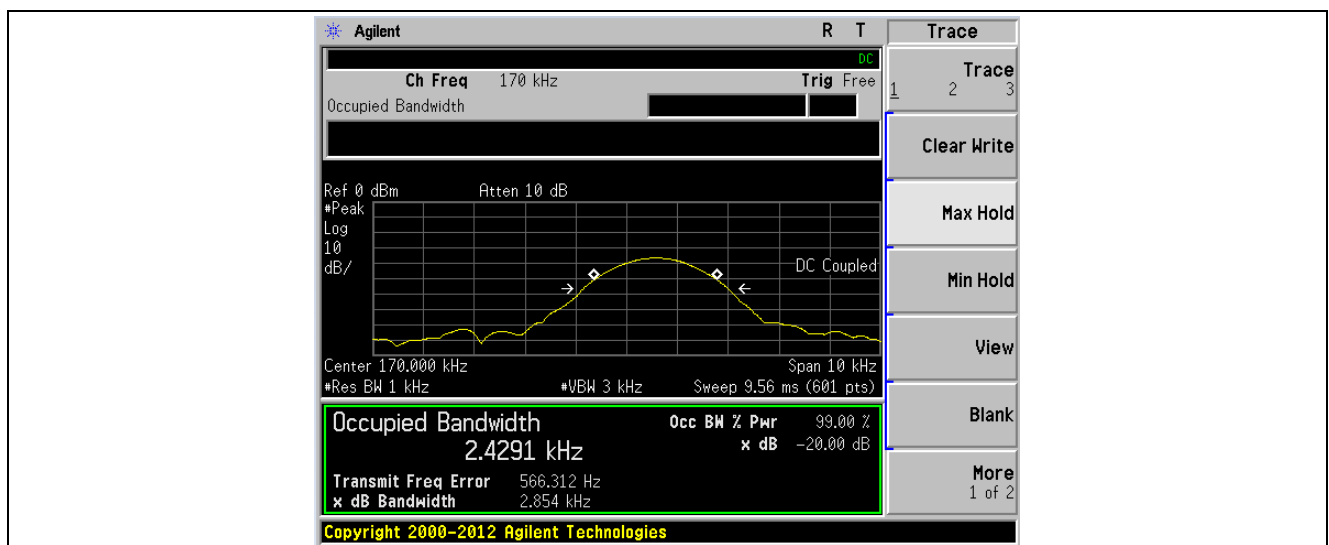 Agilent R T
DC
Ch Freq 170 kHz Trig Free
Occupied Bandwidth
Ref 0 dBm Atten 10 dB
#Peak
Log
10
dB/
DC Coupled
Center 170.000 kHz Span 10 kHz
#Res BW 1 kHz #VBW 3 kHz Sweep 9.56 ms (601 pts)
Occupied Bandwidth Occ BW % Pwr 99.00 %
2.4291 kHz x dB -20.00 dB
Transmit Freq Error 566.312 Hz
x dB Bandwidth 2.854 kHz
Copyright 2000-2012 Agilent Technologies
Trace
Trace
1 2 3
Clear Write
Max Hold
Min Hold
View
Blank
More
1 of 2